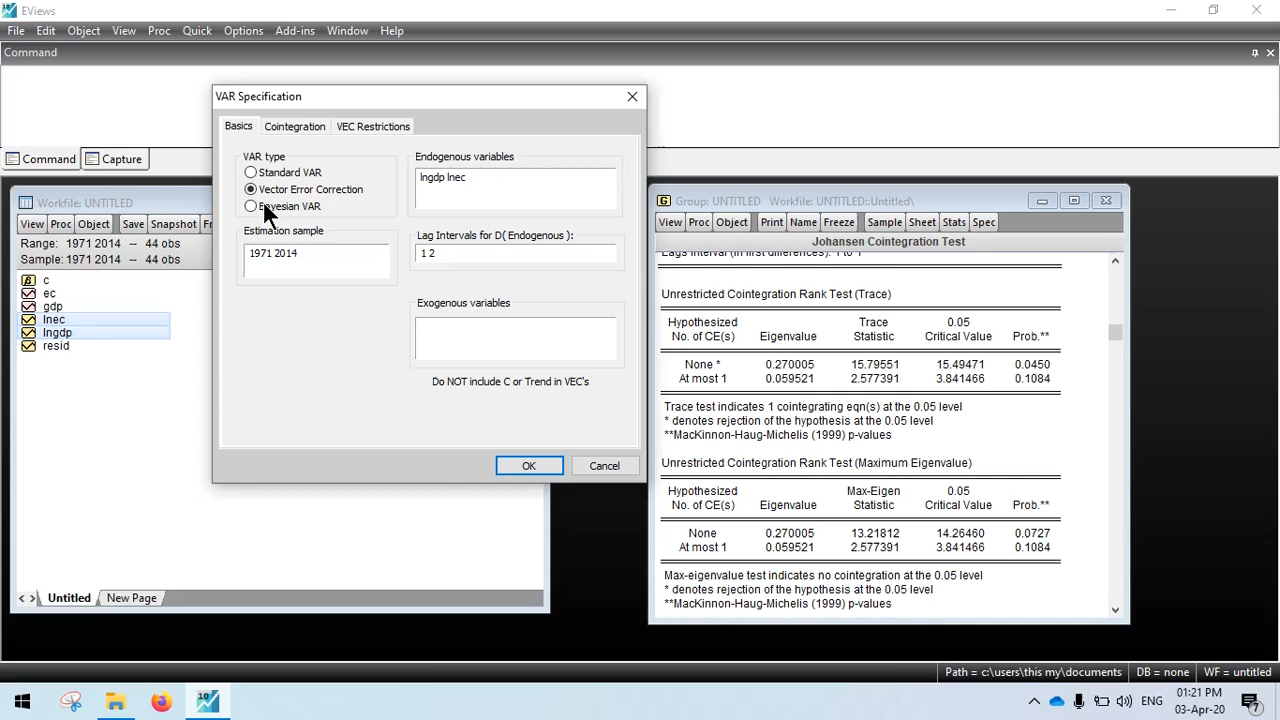 EViews
File Edit Object View Proc Quick Options Add-ins Window Help
Command
Command Capture
VAR Specification
Basics Cointegration VEC Restrictions
VAR type
Standard VAR
Vector Error Correction
Bayesian VAR
Estimation sample
1971 2014
Endogenous variables
lngdp lnec
Lag Intervals for D( Endogenous ):
1 2
Exogenous variables
Do NOT include C or Trend in VEC's
OK Cancel
Workfile: UNTITLED
View Proc Object Save Snapshot
Range: 1971 2014 -- 44 obs
Sample: 1971 2014 -- 44 obs
c
ec
gdp
lnec
lngdp
resid
Untitled New Page
Group: UNTITLED Workfile: UNTITLED::Untitled\
View Proc Object Print Name Freeze Sample Sheet Stats Spec
Johansen Cointegration Test
Lags interval (in first differences): 1 to 1
Unrestricted Cointegration Rank Test (Trace)
Hypothesized Trace 0.05
No. of CE(s) Eigenvalue Statistic Critical Value Prob.**
None * 0.270005 15.79551 15.49471 0.0450
At most 1 0.059521 2.577391 3.841466 0.1084
Trace test indicates 1 cointegrating eqn(s) at the 0.05 level
* denotes rejection of the hypothesis at the 0.05 level
**MacKinnon-Haug-Michelis (1999) p-values
Unrestricted Cointegration Rank Test (Maximum Eigenvalue)
Hypothesized Max-Eigen 0.05
No. of CE(s) Eigenvalue Statistic Critical Value Prob.**
None 0.270005 13.21812 14.26460 0.0727
At most 1 0.059521 2.577391 3.841466 0.1084
Max-eigenvalue test indicates no cointegration at the 0.05 level
* denotes rejection of the hypothesis at the 0.05 level
**MacKinnon-Haug-Michelis (1999) p-values
Path = c:\users\this my\documents DB = none WF = untitled
10
ENG
01:21 PM
03-Apr-20
7